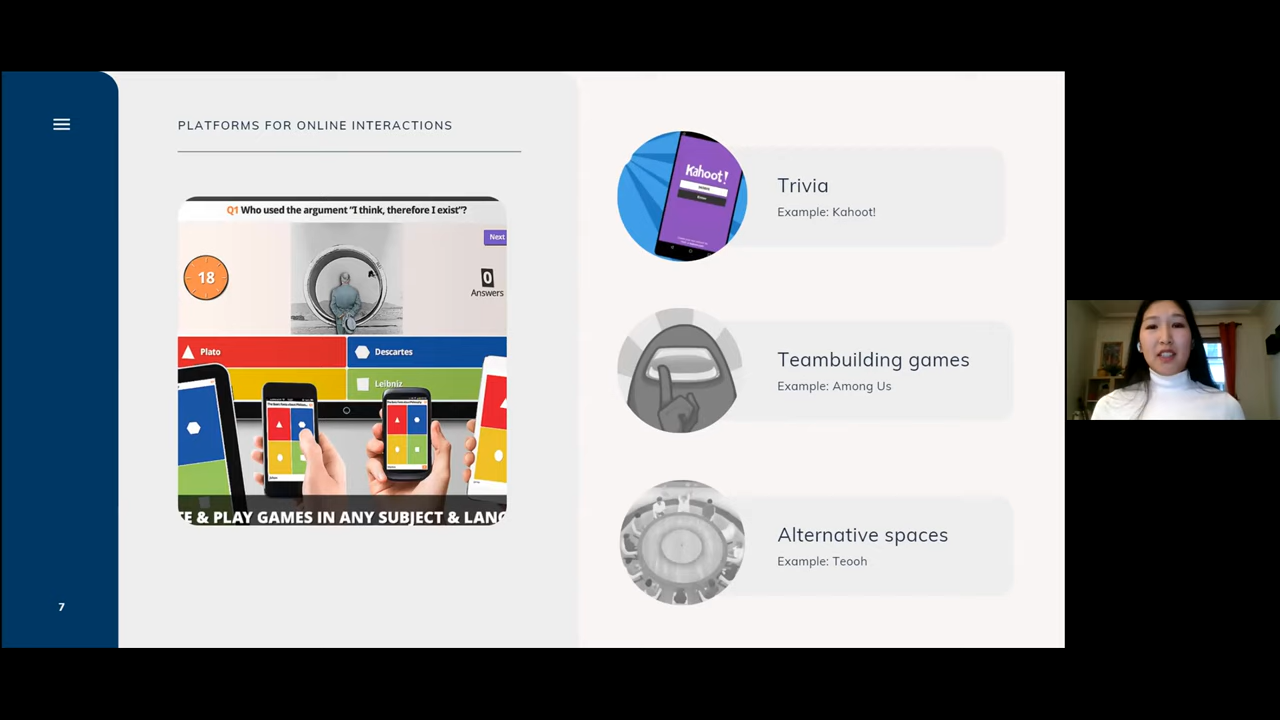 PLATFORMS FOR ONLINE INTERACTIONS
Q1 Who used the argument "I think, therefore I exist"?
Next
18
0
Answers
Plato
Descartes
Leibniz
TE & PLAY GAMES IN ANY SUBJECT & LANG
Kahoot!
Trivia
Example: Kahoot!
Teambuilding games
Example: Among Us
Alternative spaces
Example: Teooh
7